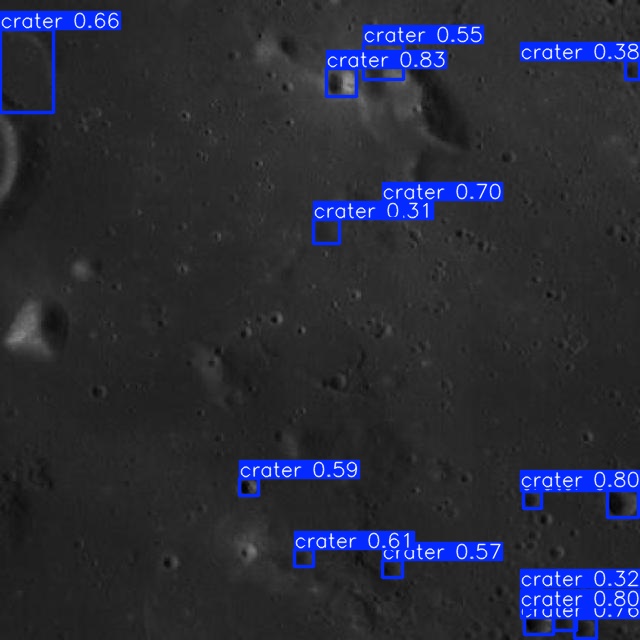 crater 0.66
crater 0.55
crater 0.38
crater 0.83
crater 0.70
crater 0.31
crater 0.59
crater 0.80
crater 0.61
crater 0.57
crater 0.32
crater 0.80